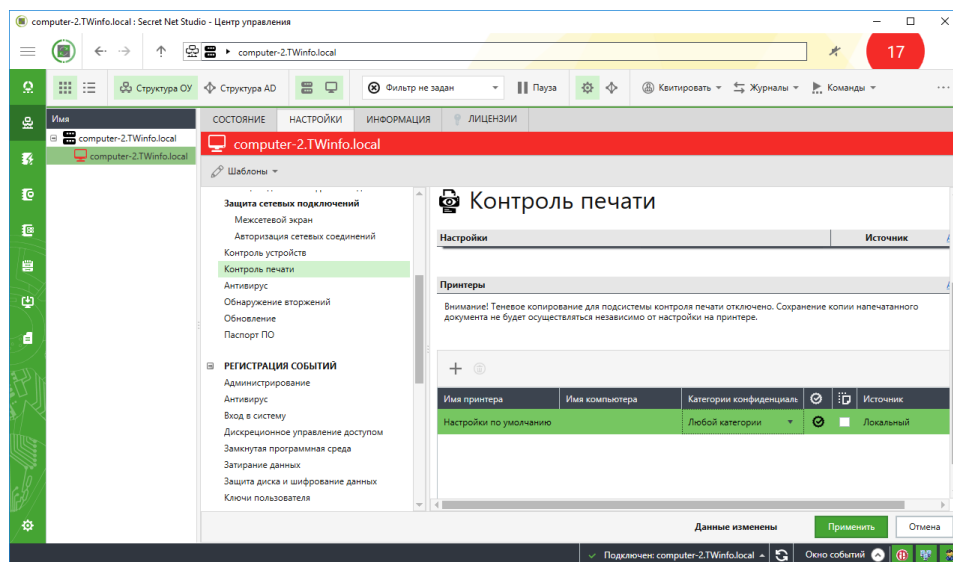 computer-2.TWinfo.local : Secret Net Studio - Центр управления
computer-2.TWinfo.local
17
Структура ОУ
Структура AD
Фильтр не задан
Пауза
Квитировать
Журналы
Команды
Имя
computer-2.TWinfo.local
computer-2.TWinfo.local
СОСТОЯНИЕ НАСТРОЙКИ ИНФОРМАЦИЯ ЛИЦЕНЗИИ
computer-2.TWinfo.local
Шаблоны
Защита сетевых подключений
Межсетевой экран
Авторизация сетевых соединений
Контроль устройств
Контроль печати
Антивирус
Обнаружение вторжений
Обновление
Паспорт ПО
РЕГИСТРАЦИЯ СОБЫТИЙ
Администрирование
Антивирус
Вход в систему
Дискреционное управление доступом
Замкнутая программная среда
Затирание данных
Защита диска и шифрование данных
Ключи пользователя
Контроль печати
Настройки Источник
Принтеры
Внимание! Теневое копирование для подсистемы контроля печати отключено. Сохранение копии напечатанного
документа не будет осуществляться независимо от настройки на принтере.
Имя принтера Имя компьютера Категории конфиденциаль Источник
Настройки по умолчанию Любой категории Локальный
Данные изменены
Применить
Отмена
Подключен: computer-2.TWinfo.local
Окно событий